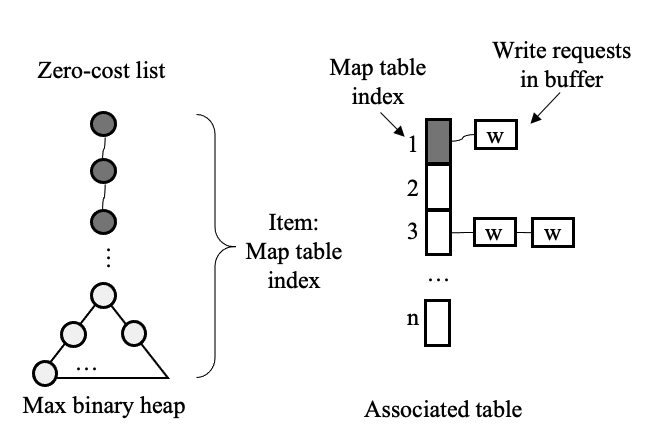 Zero-cost list
Map table
index
Write requests
in buffer
1
w
2
3
w
w
...
n
Item:
Map table
index
...
...
Max binary heap
Associated table